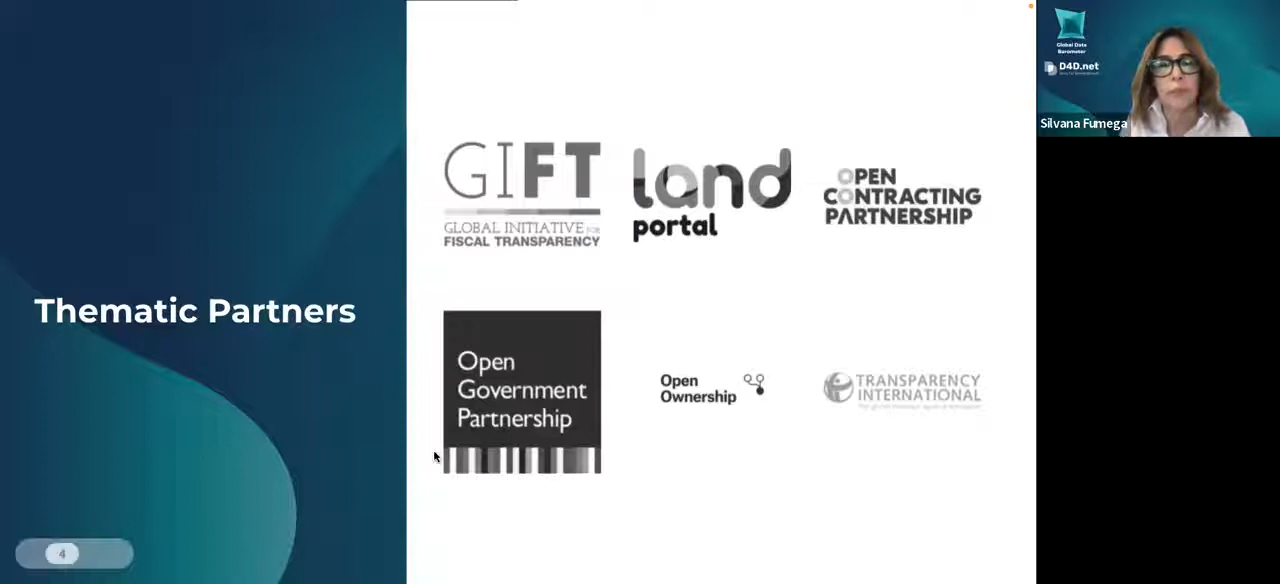 Thematic Partners
4
GIFT
GLOBAL INITIATIVE FOR
FISCAL TRANSPARENCY
land
portal
OPEN
CONTRACTING
PARTNERSHIP
Open
Government
Partnership
Open
Ownership
TRANSPARENCY
INTERNATIONAL
Global Data
Barometer
D4D.net
Silvana Fumega